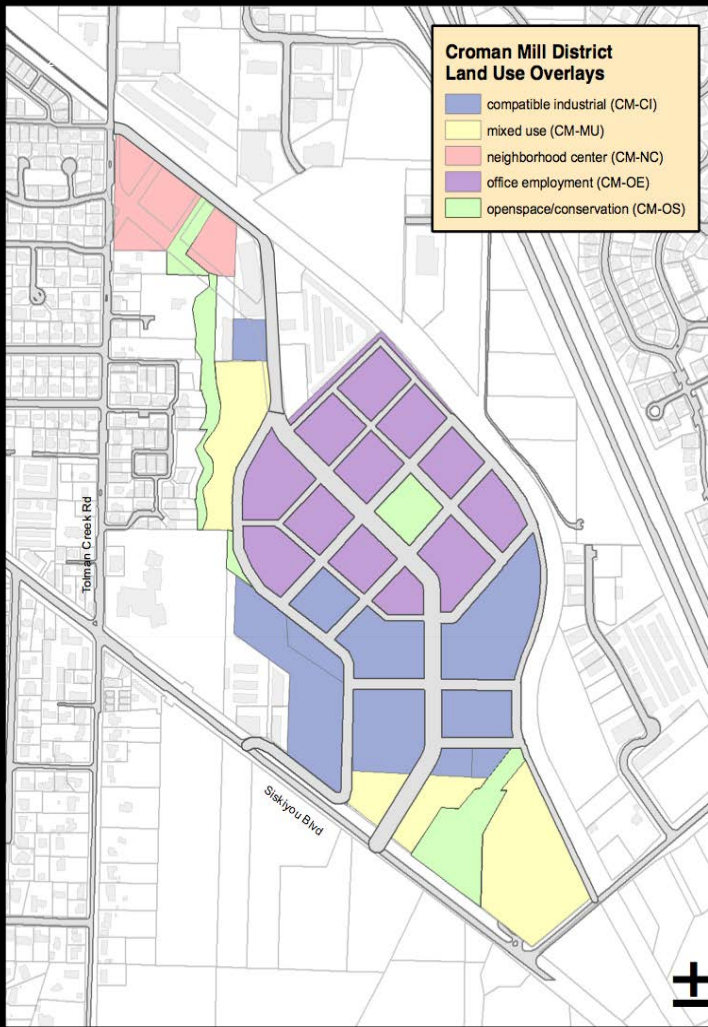 Croman Mill District
Land Use Overlays
compatible industrial (CM-CI)
mixed use (CM-MU)
neighborhood center (CM-NC)
office employment (CM-OE)
openspace/conservation (CM-OS)
Tolman Creek Rd
Siskiyou Blvd